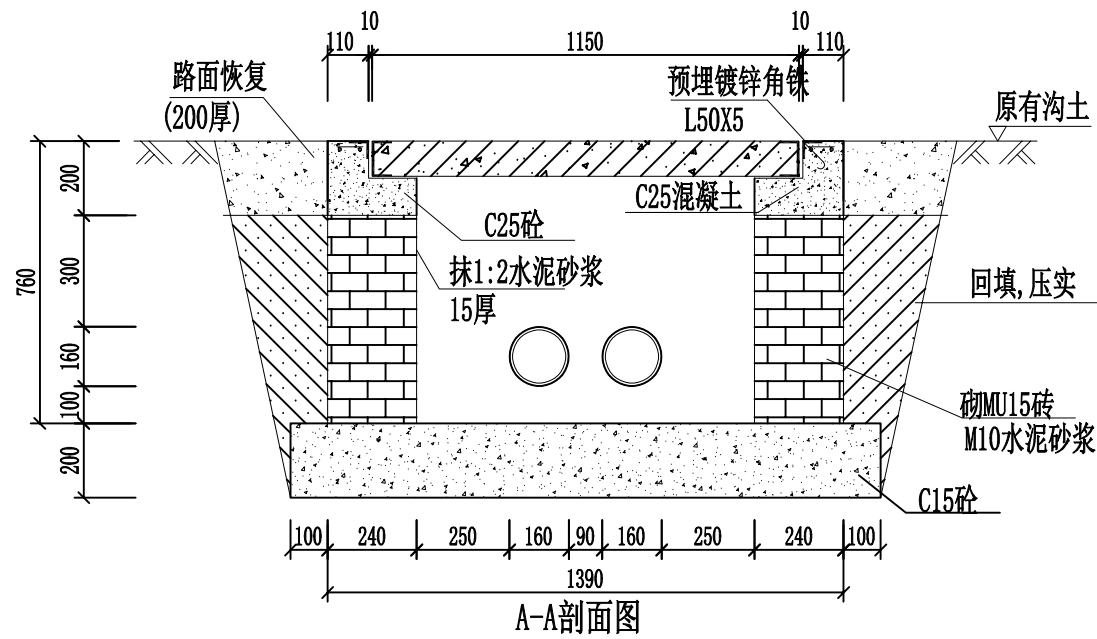 10
10
110
1150
110
路面恢复
(200厚)
预埋镀锌角铁
L50X5
原有沟土
200
C25混凝土
C25砼
抹1:2水泥砂浆
15厚
300
760
回填,压实
160
100
砌MU15砖
M10水泥砂浆
200
C15砼
100
240
250
160
90
160
250
240
100
1390
A-A剖面图